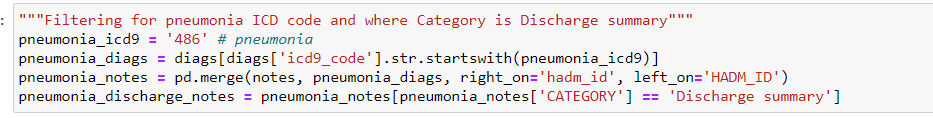 : """Filtering for pneumonia ICD code and where Category is Discharge summary"""
pneumonia_icd9 = '486' # pneumonia
pneumonia_diags = diags[diags['icd9_code'].str.startswith(pneumonia_icd9)]
pneumonia_notes = pd.merge(notes, pneumonia_diags, right_on='hadm_id', left_on='HADM_ID')
pneumonia_discharge_notes = pneumonia_notes[pneumonia_notes['CATEGORY'] == 'Discharge summary']